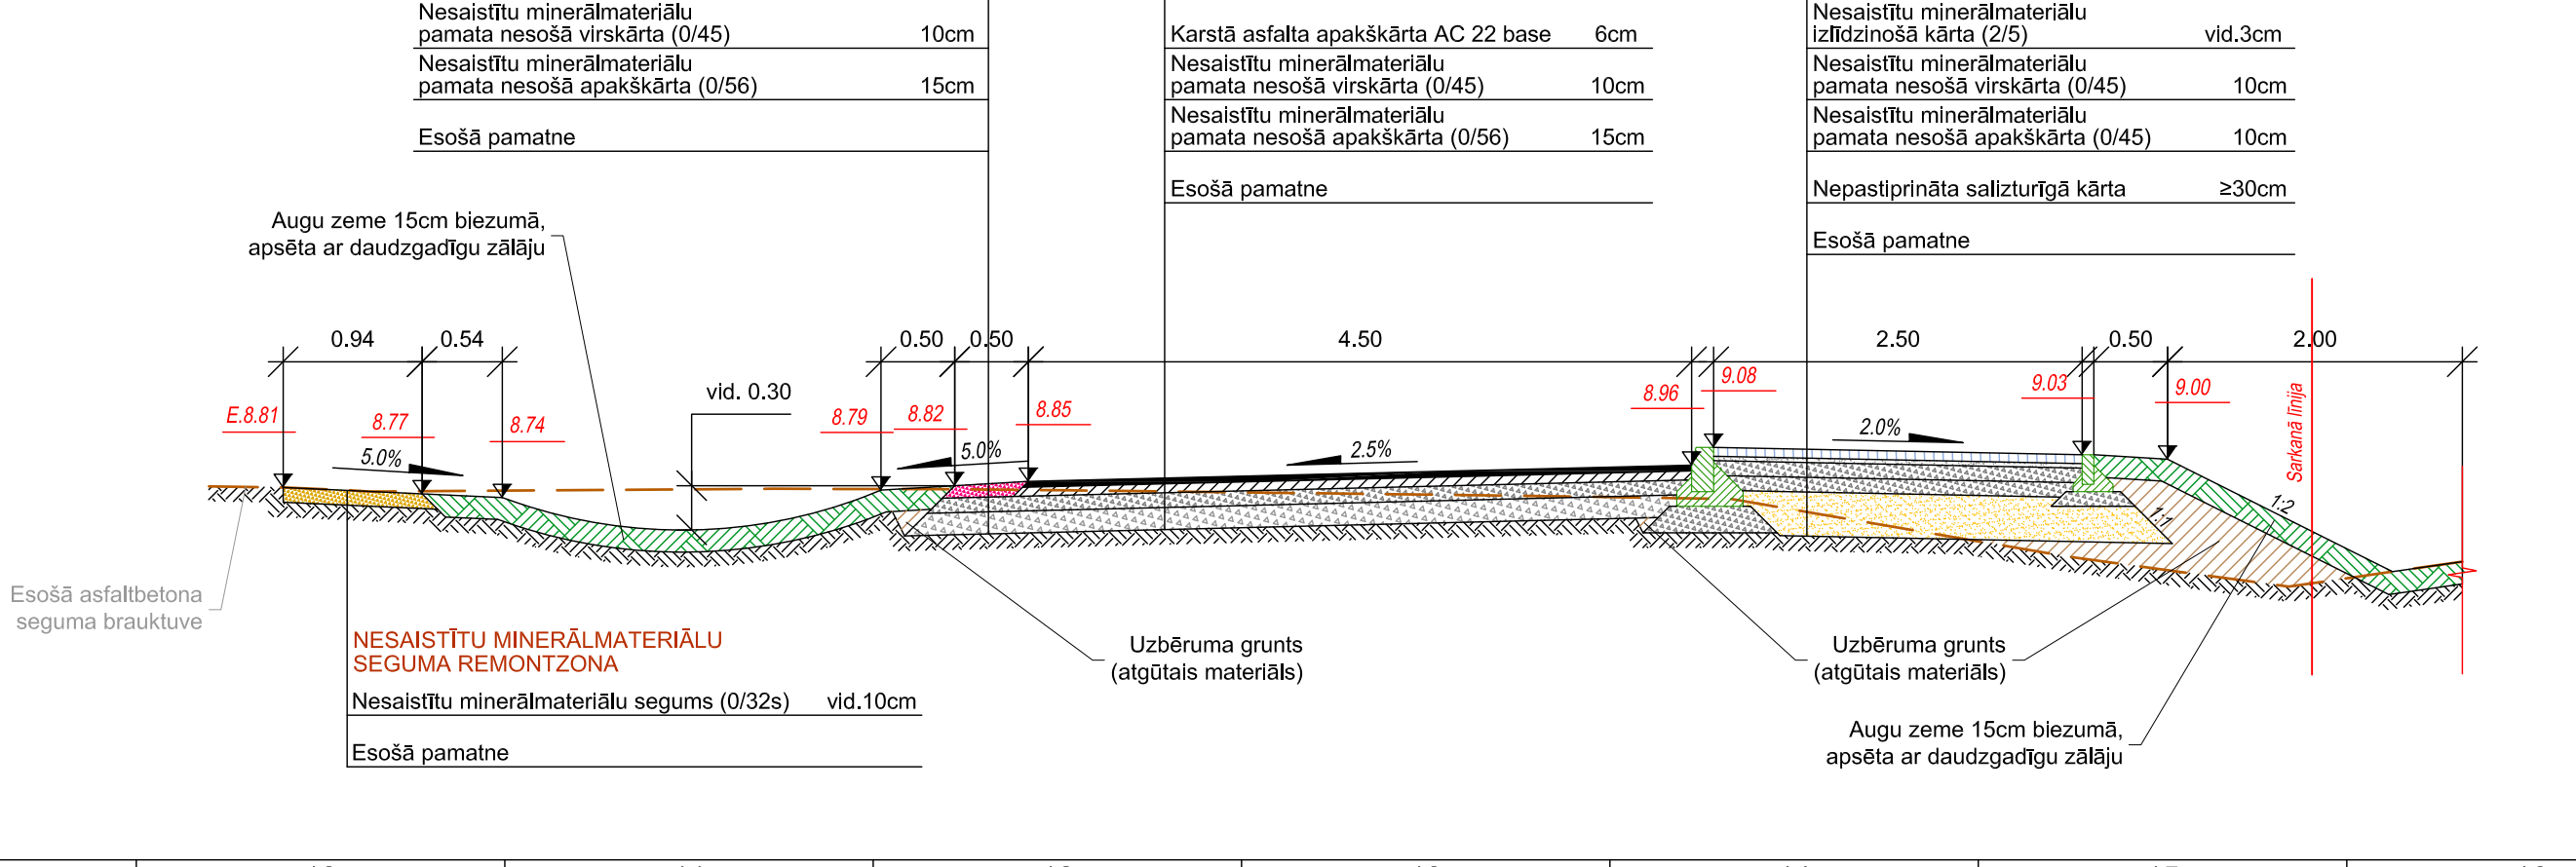 Nesaistītu minerālmateriālu
pamata nesošā virskārta (0/45) 10cm
Nesaistītu minerālmateriālu
pamata nesošā apakškārta (0/56) 15cm
Esošā pamatne
Karstā asfalta apakškārta AC 22 base 6cm
Nesaistītu minerālmateriālu
pamata nesošā virskārta (0/45) 10cm
Nesaistītu minerālmateriālu
pamata nesošā apakškārta (0/56) 15cm
Esošā pamatne
Nesaistītu minerālmateriālu
izlīdzinošā kārta (2/5) vid.3cm
Nesaistītu minerālmateriālu
pamata nesošā virskārta (0/45) 10cm
Nesaistītu minerālmateriālu
pamata nesošā apakškārta (0/45) 10cm
Nepastiprināta salizturīgā kārta ≥30cm
Esošā pamatne
Augu zeme 15cm biezumā,
apsēta ar daudzgadīgu zālāju
0.94 0.54 0.50 0.50 4.50 2.50 0.50 2.00
vid. 0.30
E.8.81 8.77 8.74 8.79 8.82 8.85 8.96 9.08 9.03 9.00
Sarkanā līnija
5.0% 5.0% 2.5% 2.0%
1:1 1:2
Esošā asfaltbetona
seguma brauktuve
NESAISTĪTU MINERĀLMATERIĀLU
SEGUMA REMONTZONA
Nesaistītu minerālmateriālu segums (0/32s) vid.10cm
Esošā pamatne
Uzbēruma grunts
(atgūtais materiāls)
Uzbēruma grunts
(atgūtais materiāls)
Augu zeme 15cm biezumā,
apsēta ar daudzgadīgu zālāju